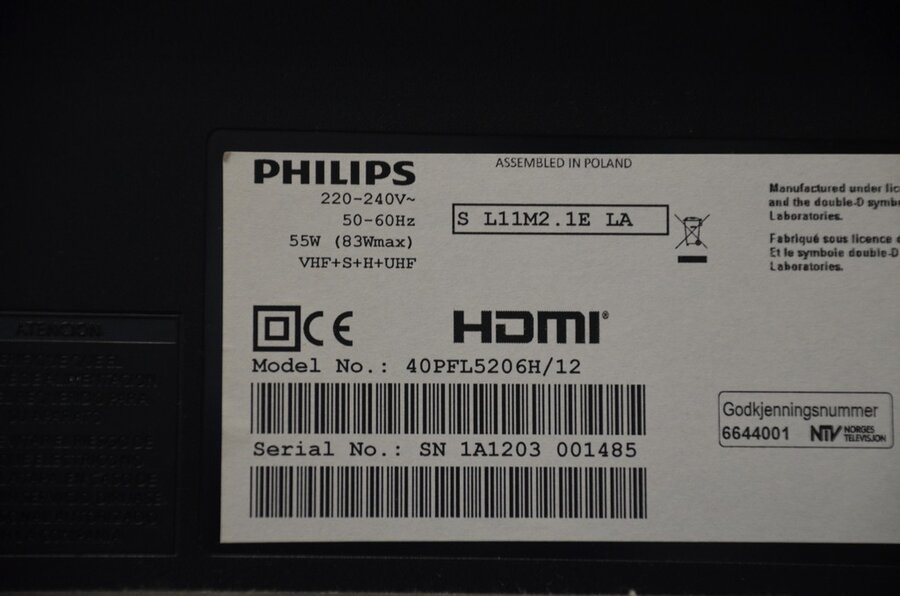 PHILIPS
220-240V~
50-60Hz
55W (83Wmax)
VHF+S+H+UHF
ASSEMBLED IN POLAND
S L11M2.1E LA
Manufactured under lic
and the double-D symb
Laboratories.
Fabriqué sous licence
Et le symbole double-D
Laboratories.
CE
HDMI®
Model No.: 40PFL5206H/12
Serial No.: SN 1A1203 001485
Godkjenningsnummer
6644001 NTV NORGES
TELEVISJON
ATENCION